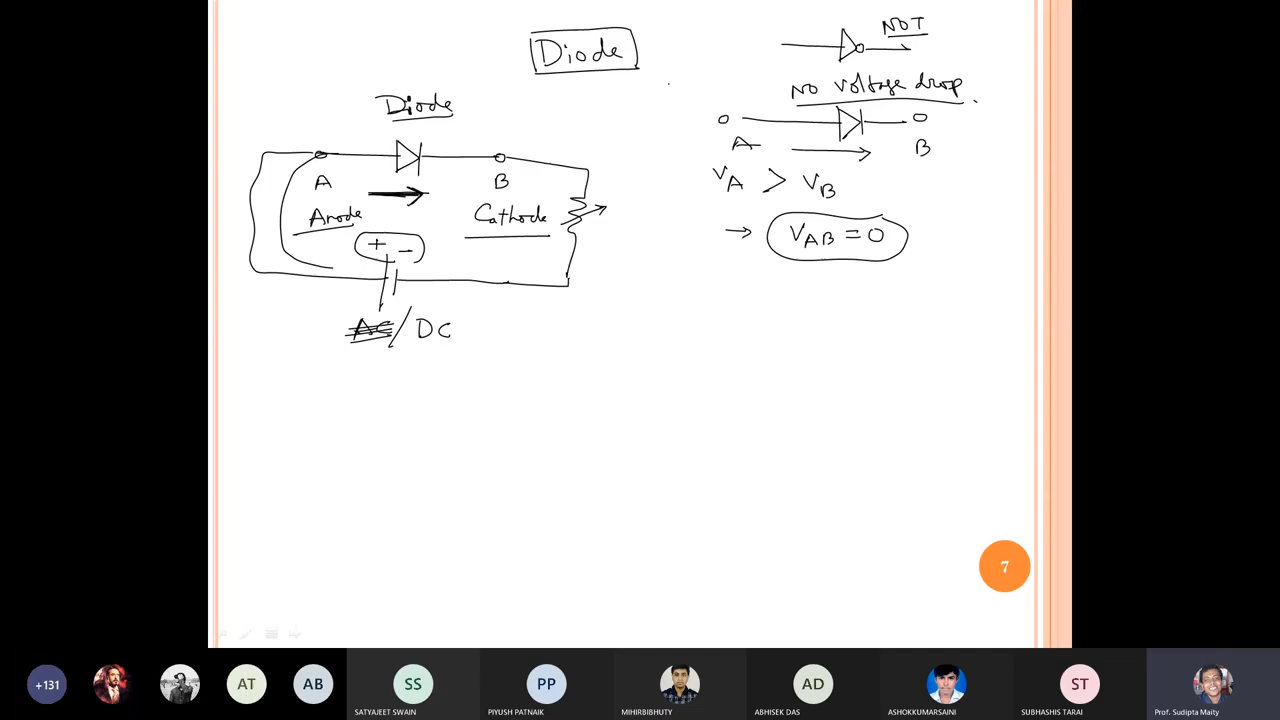 Diode
NOT
No Voltage drop.
Diode
A
B
VA > VB
→ VAB = 0
A
B
Anode
Cathode
+ -
AC / DC
7
+131
AT
AB
SS
SATYAJEET SWAIN
PP
PIYUSH PATNAIK
MIHIRBIBHUTY
AD
ABHISEK DAS
ASHOKKUMARSAINI
ST
SUBHASHIS TARAI
Prof. Sudipta Maity